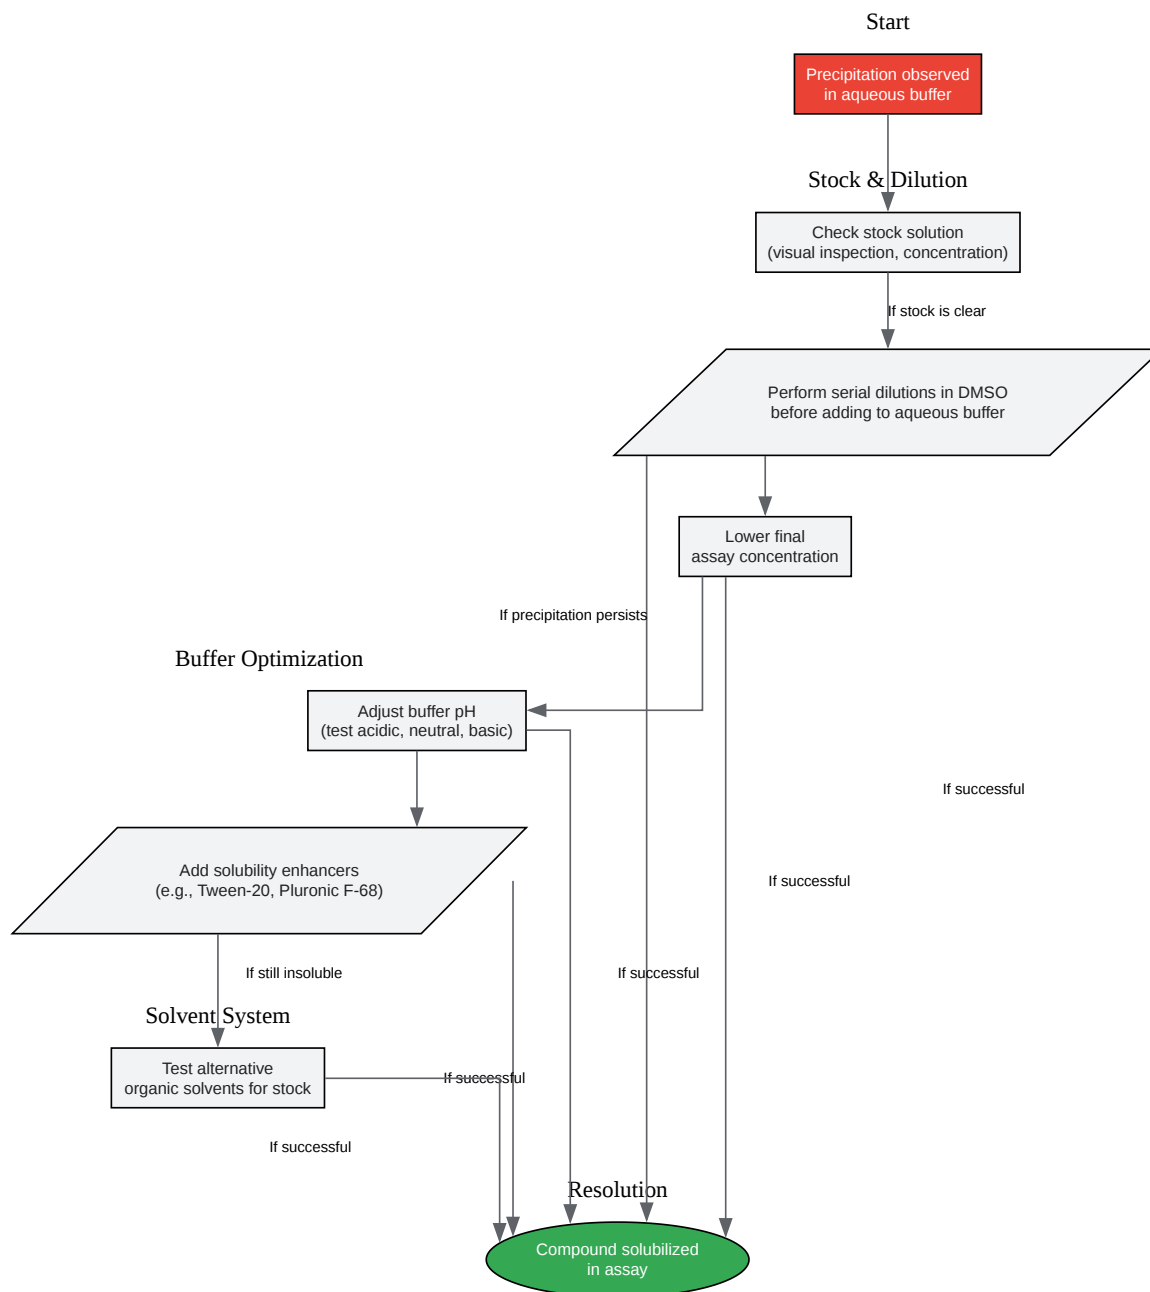 Start
Precipitation observed
in aqueous buffer
Stock & Dilution
Check stock solution
(visual inspection, concentration)
If stock is clear
Perform serial dilutions in DMSO
before adding to aqueous buffer
Lower final
assay concentration
If precipitation persists
Buffer Optimization
Adjust buffer pH
(test acidic, neutral, basic)
If successful
Add solubility enhancers
(e.g., Tween-20, Pluronic F-68)
If successful
If still insoluble
If successful
Solvent System
Test alternative
organic solvents for stock
If successful
If successful
Resolution
Compound solubilized
in assay